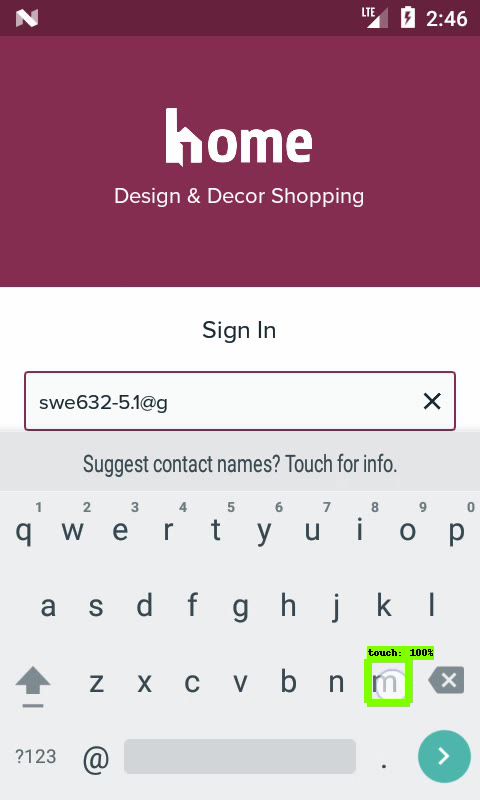 LTE 2:46
home
Design & Decor Shopping
Sign In
swe632-5.1@g
Suggest contact names? Touch for info.
1 2 3 4 5 6 7 8 9 0
q w e r t y u i o p
a s d f g h j k l
touch: 100%
z x c v b n m
?123 @ .